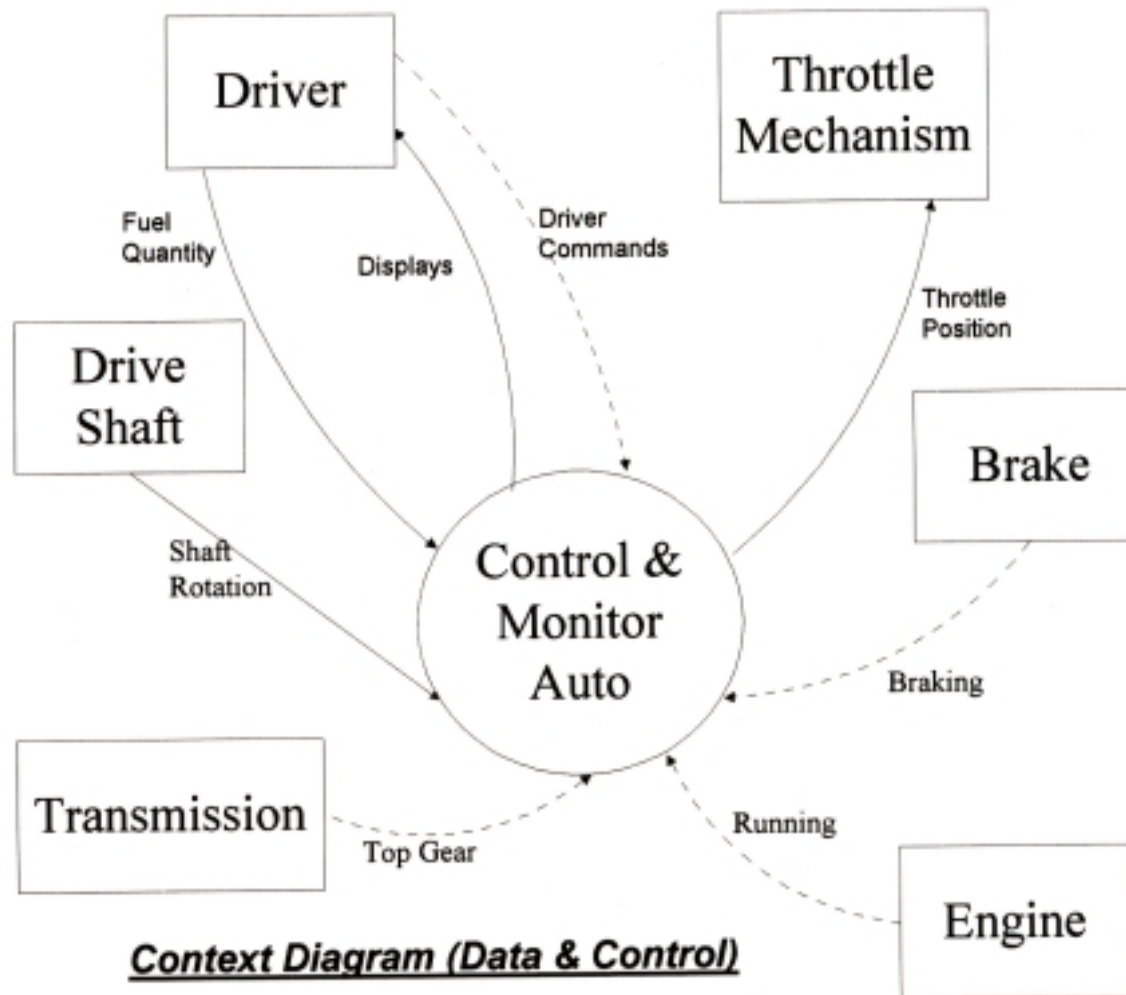 Driver
Throttle
Mechanism
Fuel
Quantity
Displays
Driver
Commands
Throttle
Position
Drive
Shaft
Brake
Shaft
Rotation
Control &
Monitor
Auto
Braking
Transmission
Top Gear
Running
Engine
Context Diagram (Data & Control)